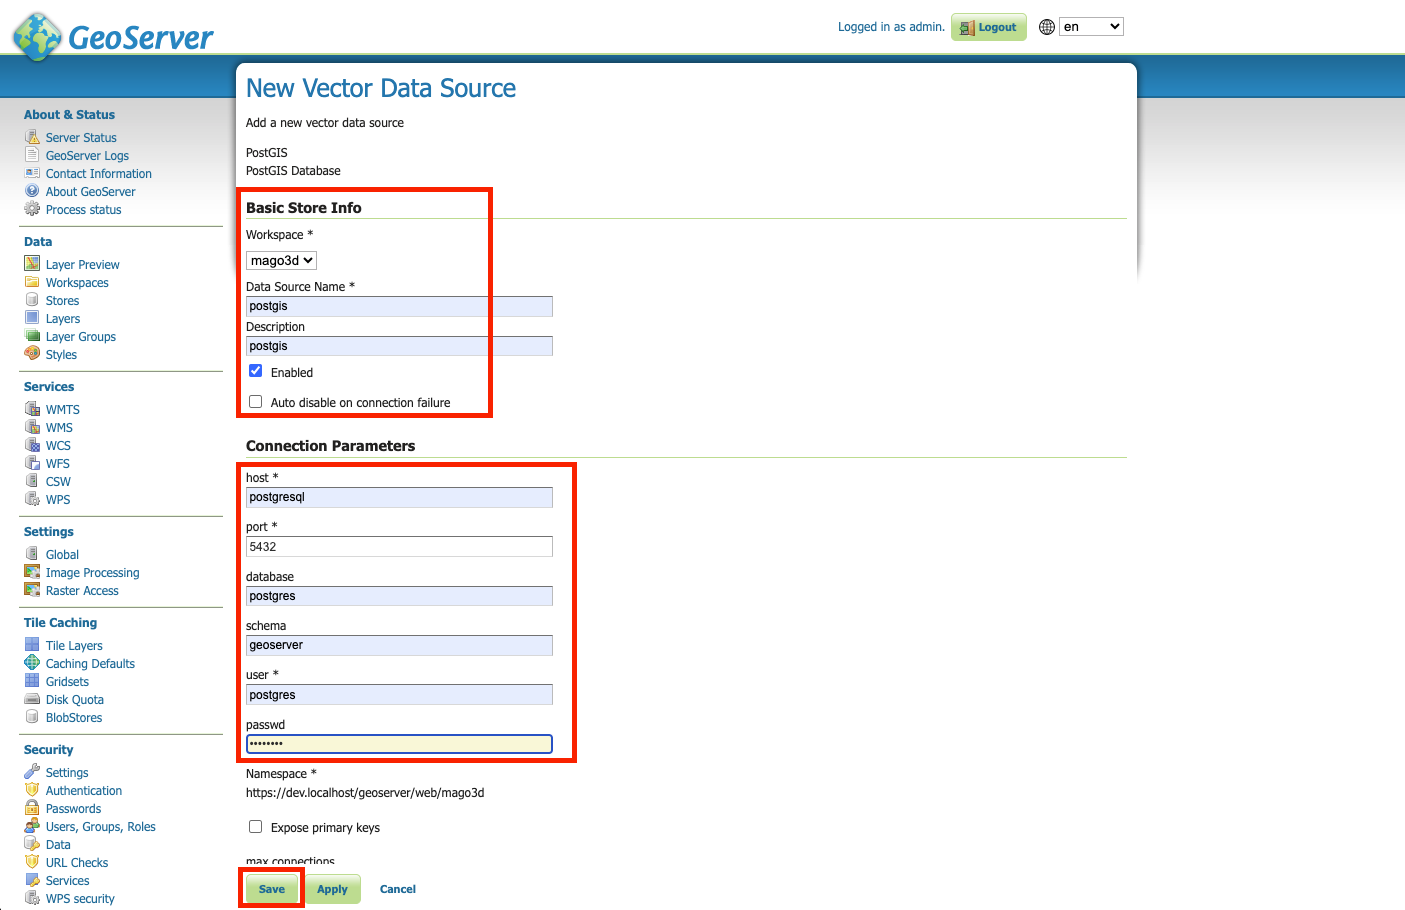 GeoServer
Logged in as admin.
Logout
en
About & Status
Server Status
GeoServer Logs
Contact Information
About GeoServer
Process status
Data
Layer Preview
Workspaces
Stores
Layers
Layer Groups
Styles
Services
WMTS
WMS
WCS
WFS
CSW
WPS
Settings
Global
Image Processing
Raster Access
Tile Caching
Tile Layers
Caching Defaults
Gridsets
Disk Quota
BlobStores
Security
Settings
Authentication
Passwords
Users, Groups, Roles
Data
URL Checks
Services
WPS security
New Vector Data Source
Add a new vector data source
PostGIS
PostGIS Database
Basic Store Info
Workspace *
mago3d
Data Source Name *
postgis
Description
postgis
Enabled
Auto disable on connection failure
Connection Parameters
host *
postgresql
port *
5432
database
postgres
schema
geoserver
user *
postgres
passwd
••••••••
Namespace *
https://dev.localhost/geoserver/web/mago3d
Expose primary keys
max connections
Save
Apply
Cancel